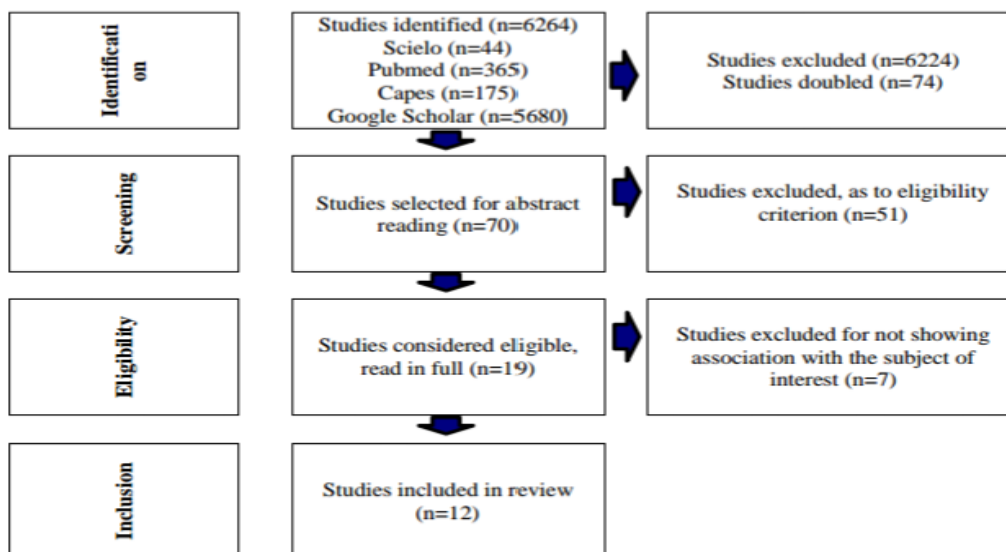 Identificati
on
Studies identified (n=6264)
Scielo (n=44)
Pubmed (n=365)
Capes (n=175)
Google Scholar (n=5680)
Studies excluded (n=6224)
Studies doubled (n=74)
Screening
Studies selected for abstract
reading (n=70)
Studies excluded, as to eligibility
criterion (n=51)
Eligibility
Studies considered eligible,
read in full (n=19)
Studies excluded for not showing
association with the subject of
interest (n=7)
Inclusion
Studies included in review
(n=12)